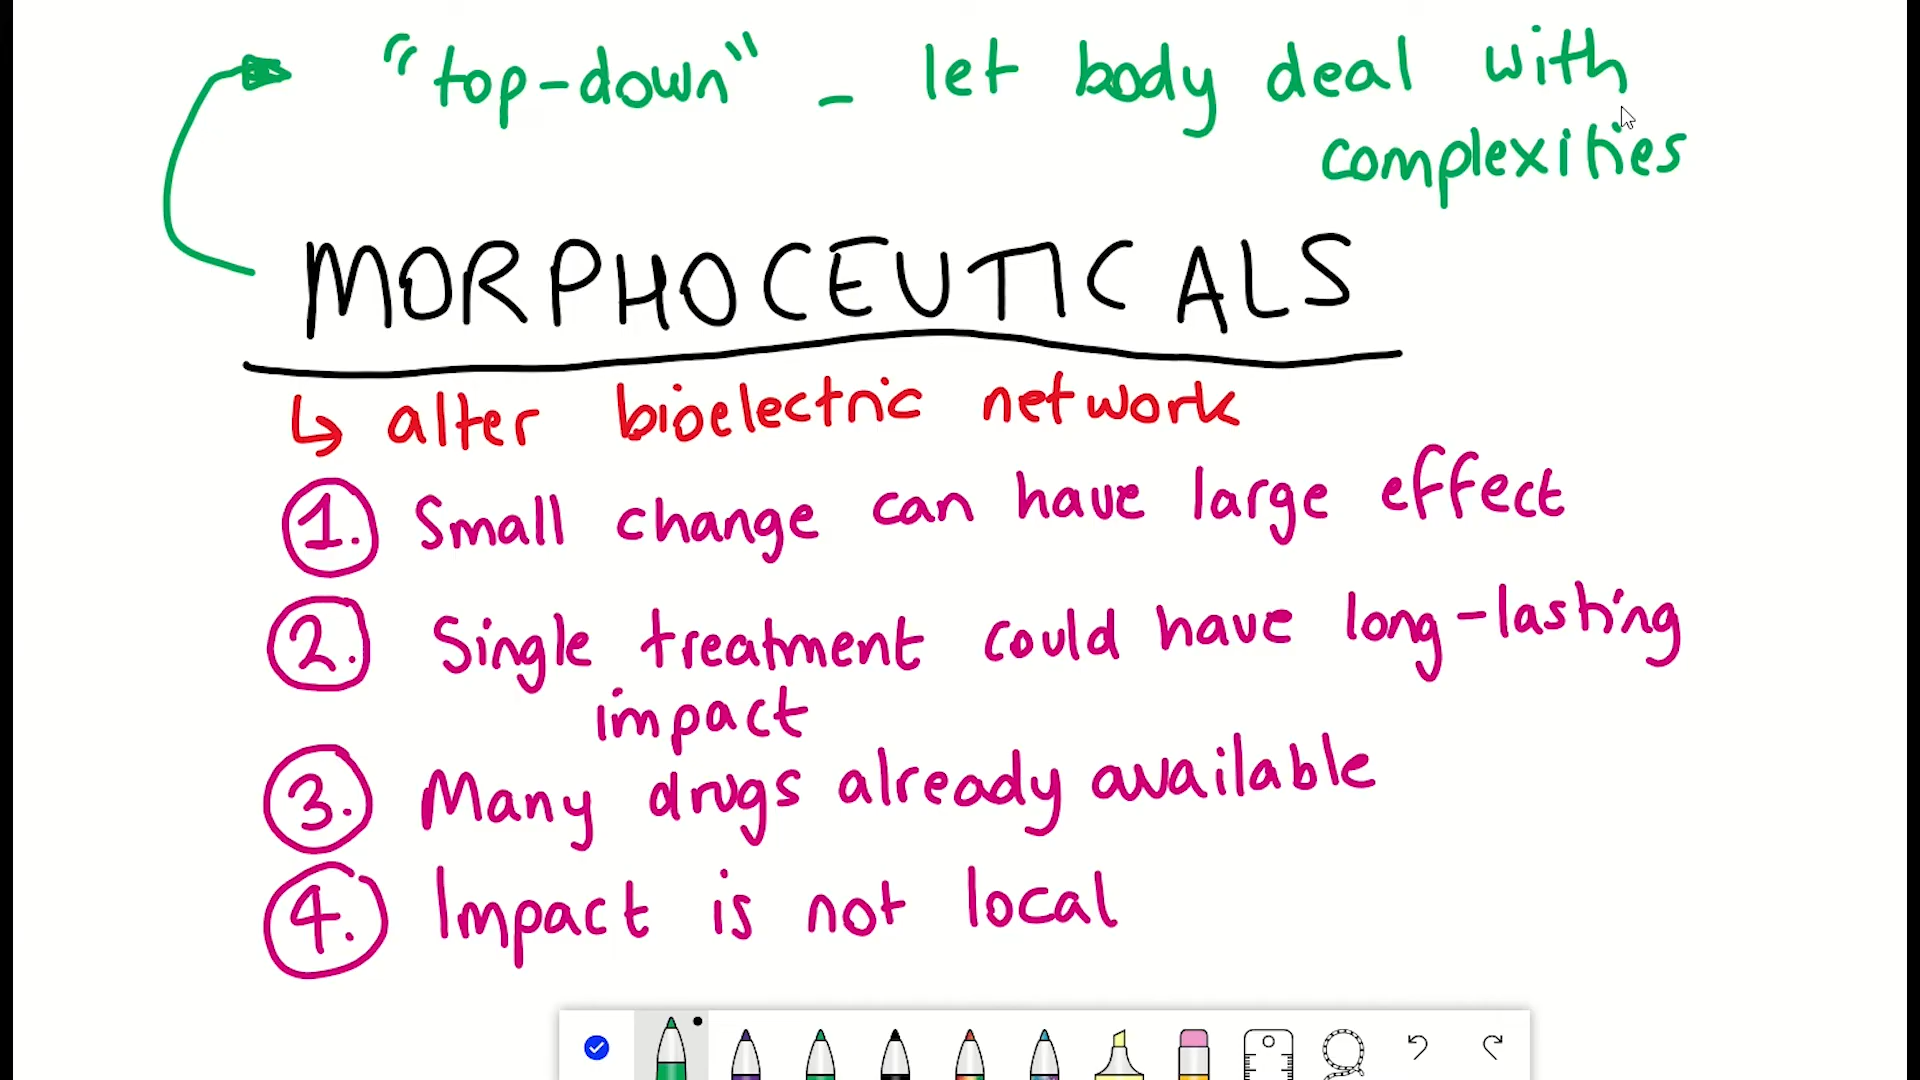 "top-down" - let body deal with
complexities
MORPHOCEUTICALS
↳ alter bioelectric network
1. Small change can have large effect
2. Single treatment could have long-lasting
impact
3. Many drugs already available
4. Impact is not local